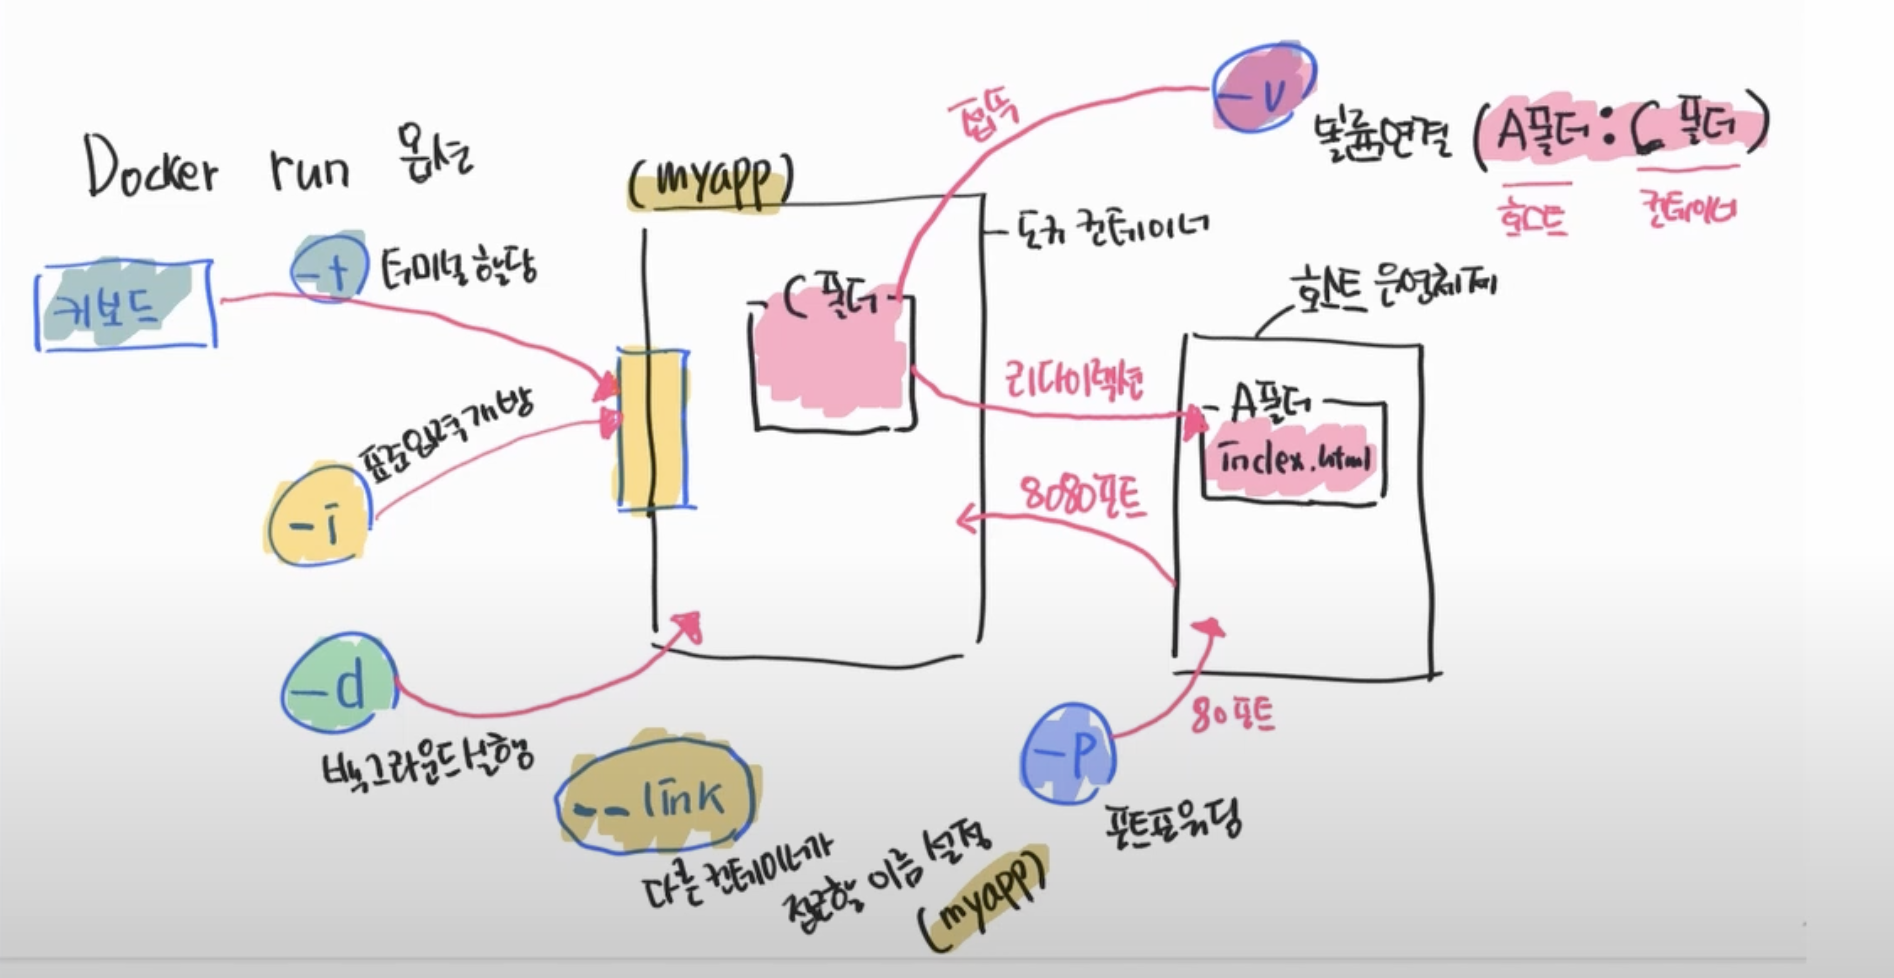 Docker run 옵션
키보드
-t
터미널 할당
-i
표준입력개방
-d
백그라운드실행
--link
다른 컨테이너가
접근할 이름 설정
(myapp)
(myapp)
도커 컨테이너
C 폴더
접속
-v
볼륨연결 (A폴더 : C 폴더)
호스트
컨테이너
호스트 운영체제
리다이렉션
A폴더
index.html
8080포트
80포트
-p
포트포워딩